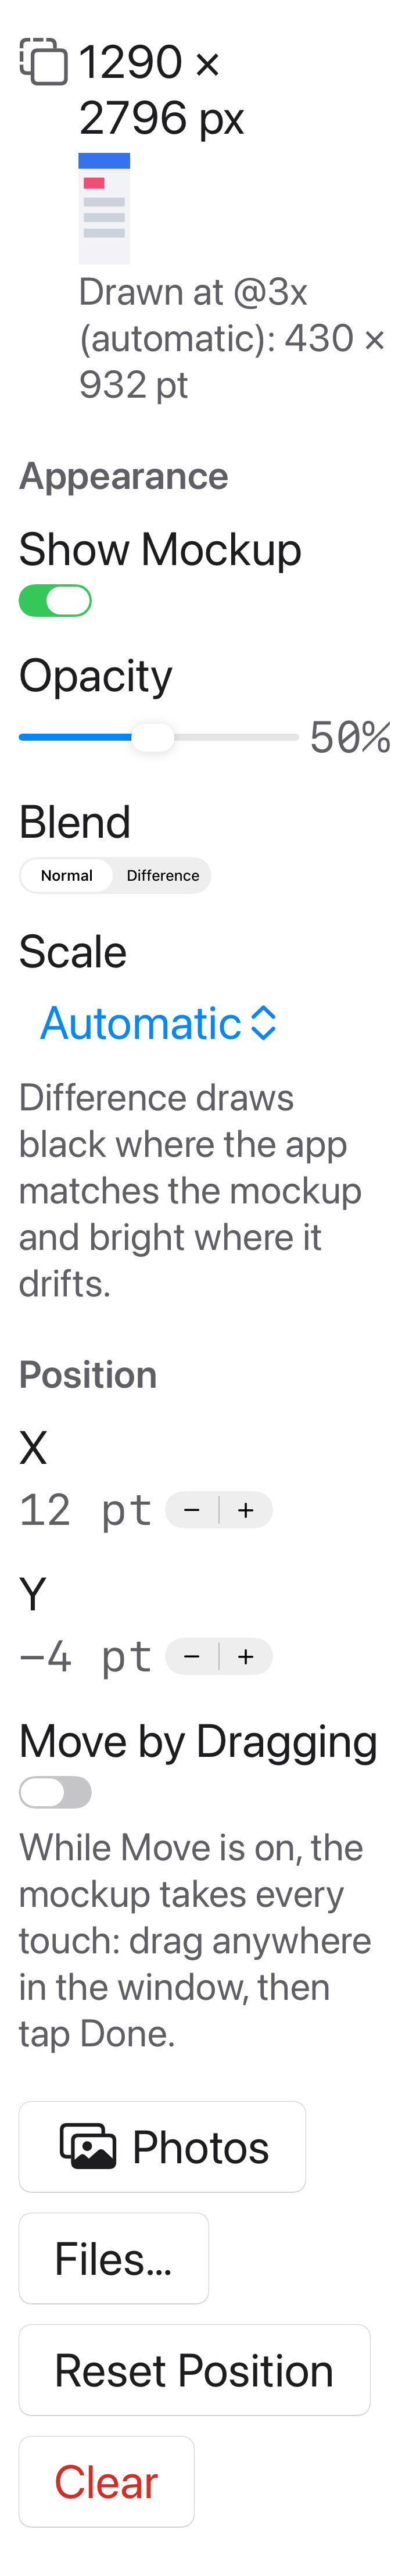 1290 ×
2796 px
Drawn at @3x
(automatic): 430 ×
932 pt
Appearance
Show Mockup
Opacity
50%
Blend
Normal Difference
Scale
Automatic
Difference draws
black where the app
matches the mockup
and bright where it
drifts.
Position
X
12 pt − +
Y
−4 pt − +
Move by Dragging
While Move is on, the
mockup takes every
touch: drag anywhere
in the window, then
tap Done.
Photos
Files…
Reset Position
Clear